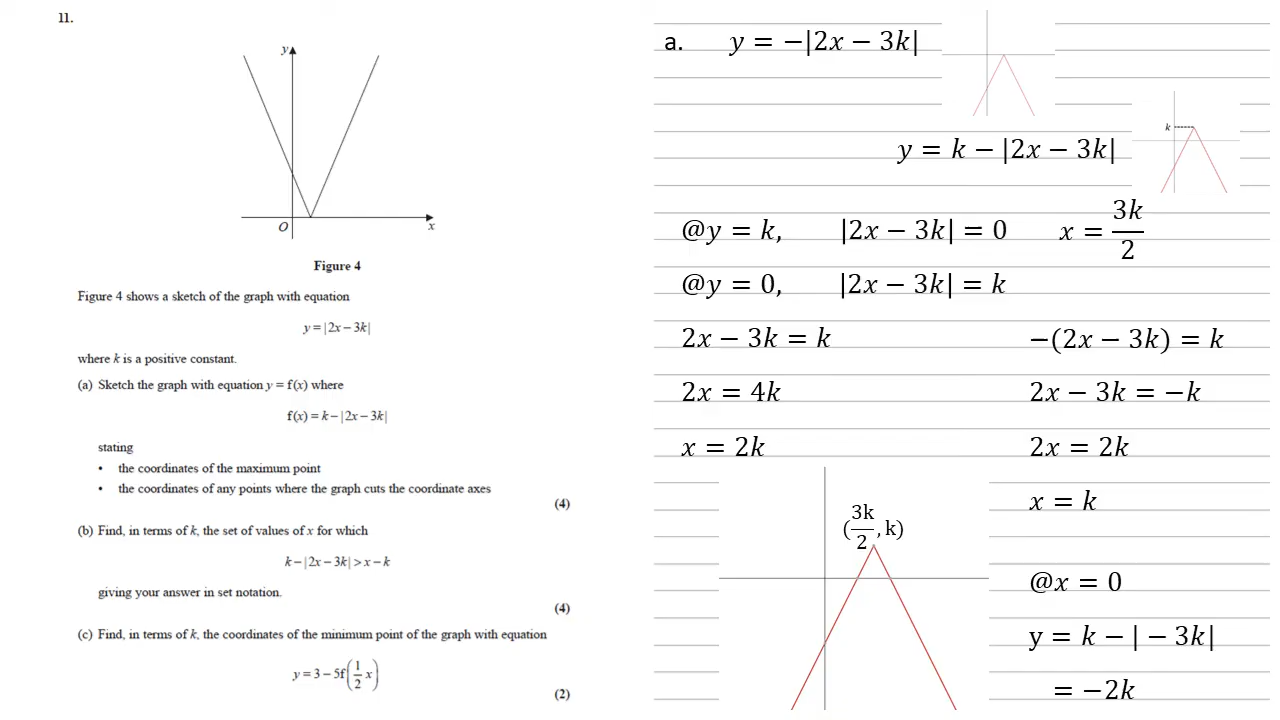 11.
y
O
x
Figure 4
Figure 4 shows a sketch of the graph with equation
y = |2x − 3k|
where k is a positive constant.
(a) Sketch the graph with equation y = f(x) where
f(x) = k − |2x − 3k|
stating
• the coordinates of the maximum point
• the coordinates of any points where the graph cuts the coordinate axes
(4)
(b) Find, in terms of k, the set of values of x for which
k − |2x − 3k| > x − k
giving your answer in set notation.
(4)
(c) Find, in terms of k, the coordinates of the minimum point of the graph with equation
y = 3 − 5f(1/2 x)
(2)
a. y = −|2x − 3k|
k
y = k − |2x − 3k|
@y = k, |2x − 3k| = 0 x = 3k/2
@y = 0, |2x − 3k| = k
2x − 3k = k −(2x − 3k) = k
2x = 4k 2x − 3k = −k
x = 2k 2x = 2k
x = k
(3k/2, k)
@x = 0
y = k − | − 3k|
= −2k